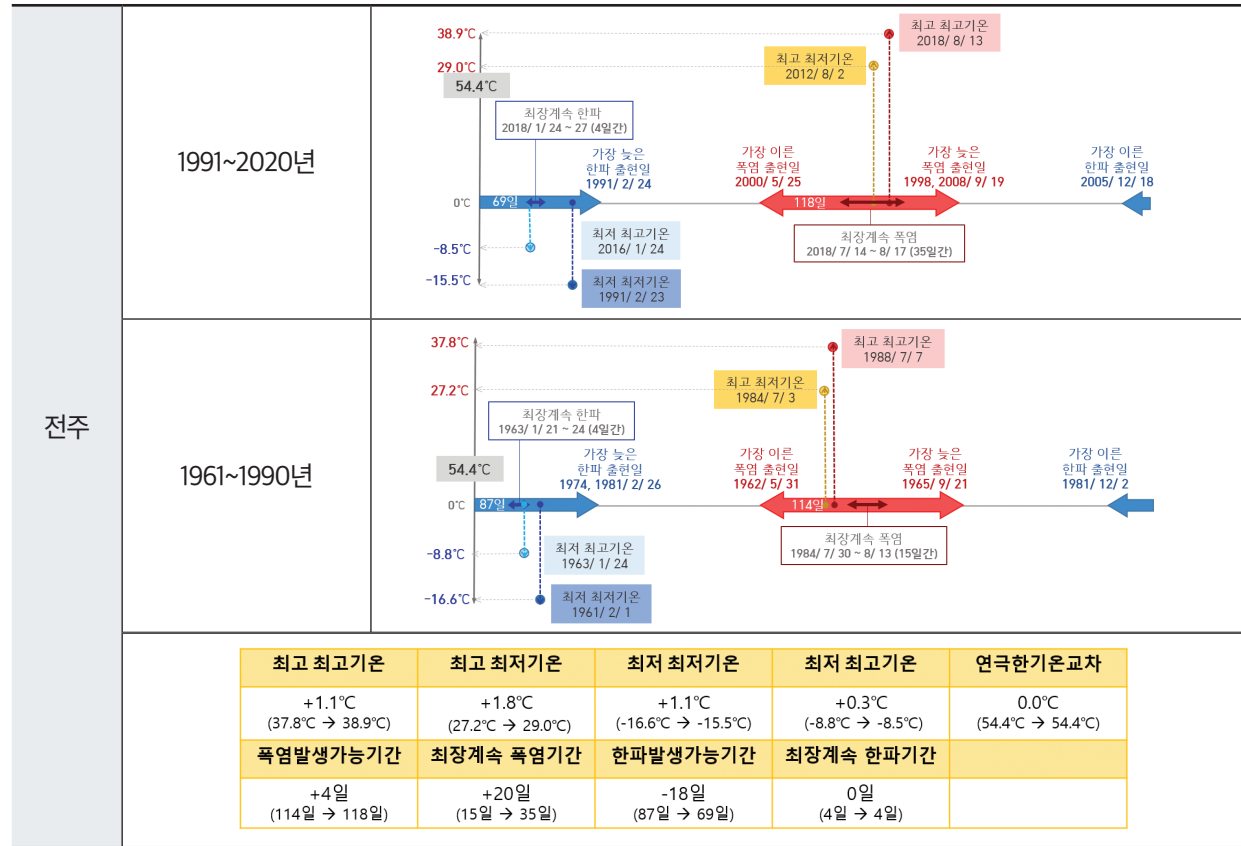 전주
1991~2020년
38.9℃
29.0℃
54.4℃
0℃
-8.5℃
-15.5℃
최고 최고기온
2018/ 8/ 13
최고 최저기온
2012/ 8/ 2
최장계속 한파
2018/ 1/ 24 ~ 27 (4일간)
가장 늦은
한파 출현일
1991/ 2/ 24
가장 이른
폭염 출현일
2000/ 5/ 25
가장 늦은
폭염 출현일
1998, 2008/ 9/ 19
가장 이른
한파 출현일
2005/ 12/ 18
69일
118일
최저 최고기온
2016/ 1/ 24
최장계속 폭염
2018/ 7/ 14 ~ 8/ 17 (35일간)
최저 최저기온
1991/ 2/ 23
1961~1990년
37.8℃
27.2℃
54.4℃
0℃
-8.8℃
-16.6℃
최고 최고기온
1988/ 7/ 7
최고 최저기온
1984/ 7/ 3
최장계속 한파
1963/ 1/ 21 ~ 24 (4일간)
가장 늦은
한파 출현일
1974, 1981/ 2/ 26
가장 이른
폭염 출현일
1962/ 5/ 31
가장 늦은
폭염 출현일
1965/ 9/ 21
가장 이른
한파 출현일
1981/ 12/ 2
87일
114일
최저 최고기온
1963/ 1/ 24
최장계속 폭염
1984/ 7/ 30 ~ 8/ 13 (15일간)
최저 최저기온
1961/ 2/ 1
최고 최고기온 최고 최저기온 최저 최저기온 최저 최고기온 연극한기온교차
+1.1℃ +1.8℃ +1.1℃ +0.3℃ 0.0℃
(37.8℃ → 38.9℃) (27.2℃ → 29.0℃) (-16.6℃ → -15.5℃) (-8.8℃ → -8.5℃) (54.4℃ → 54.4℃)
폭염발생가능기간 최장계속 폭염기간 한파발생가능기간 최장계속 한파기간
+4일 +20일 -18일 0일
(114일 → 118일) (15일 → 35일) (87일 → 69일) (4일 → 4일)